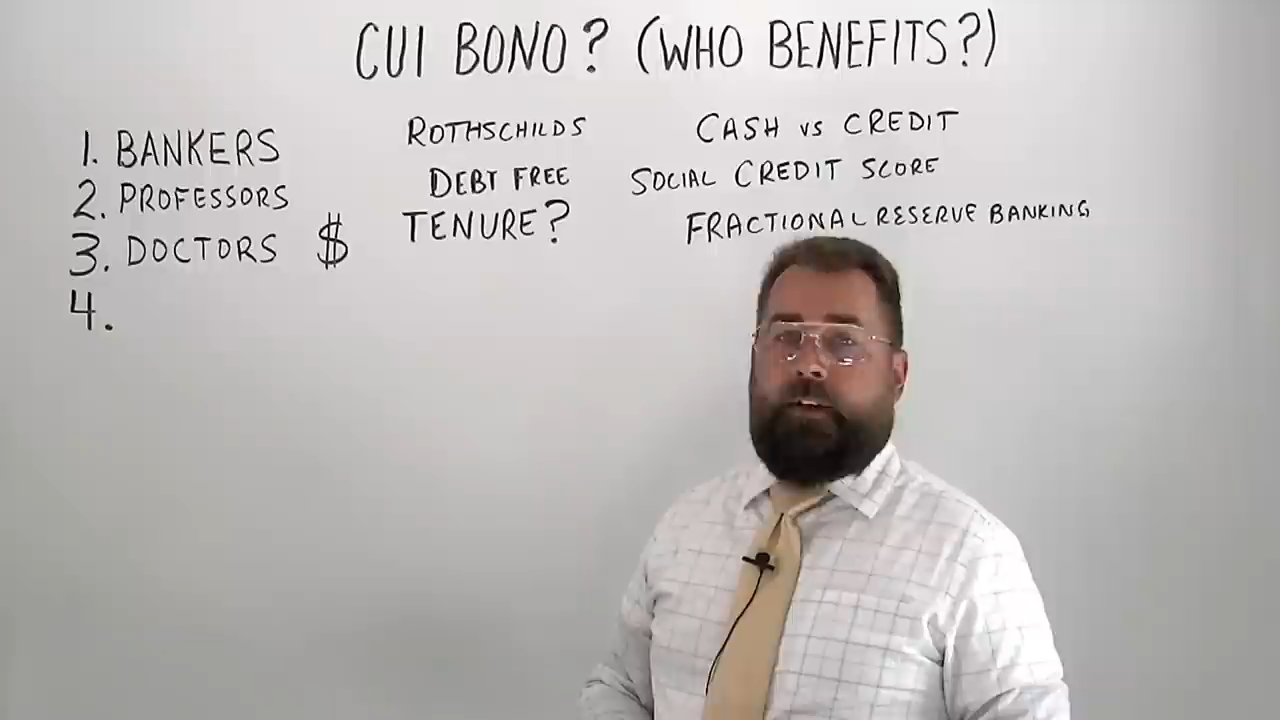 CUI BONO? (WHO BENEFITS?)
1. BANKERS
2. PROFESSORS
3. DOCTORS $
4.
ROTHSCHILDS
DEBT FREE
TENURE?
CASH vs CREDIT
SOCIAL CREDIT SCORE
FRACTIONAL RESERVE BANKING